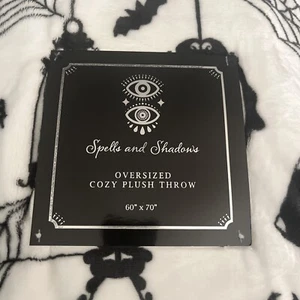 Spells and Shadows
OVERSIZED
COZY PLUSH THROW
60" x 70"